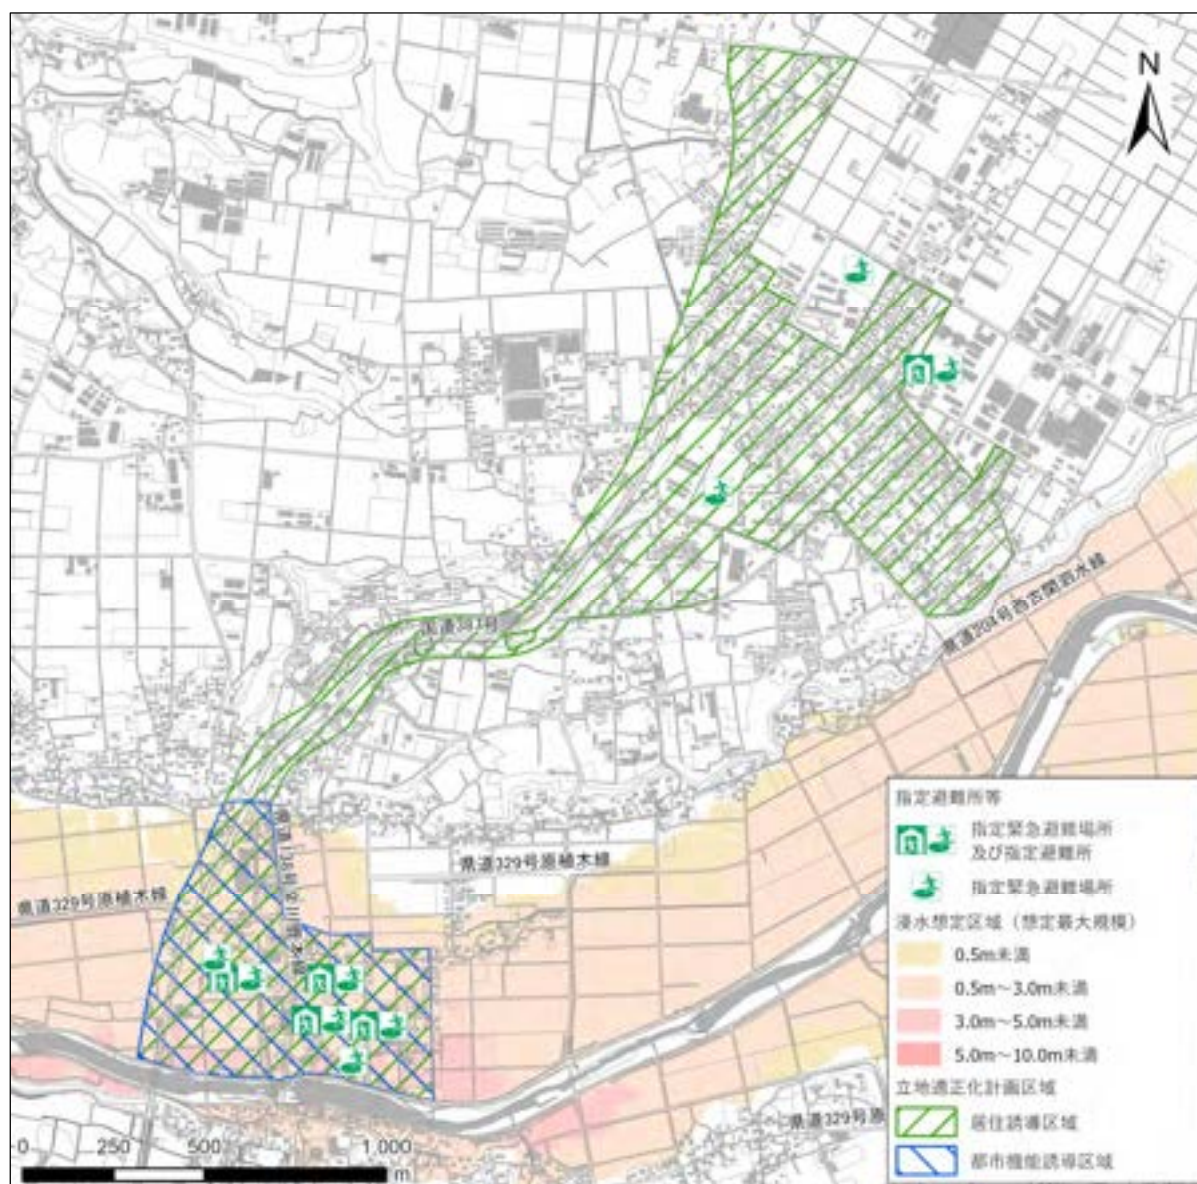 N
国道387号
県道208号西古閑泗水線
県道329号原植木線
県道329号原植木線
県道329号原
0 250 500 1,000
m
指定避難所等
指定緊急避難場所
及び指定避難所
指定緊急避難場所
浸水想定区域（想定最大規模）
0.5m未満
0.5m～3.0m未満
3.0m～5.0m未満
5.0m～10.0m未満
立地適正化計画区域
居住誘導区域
都市機能誘導区域